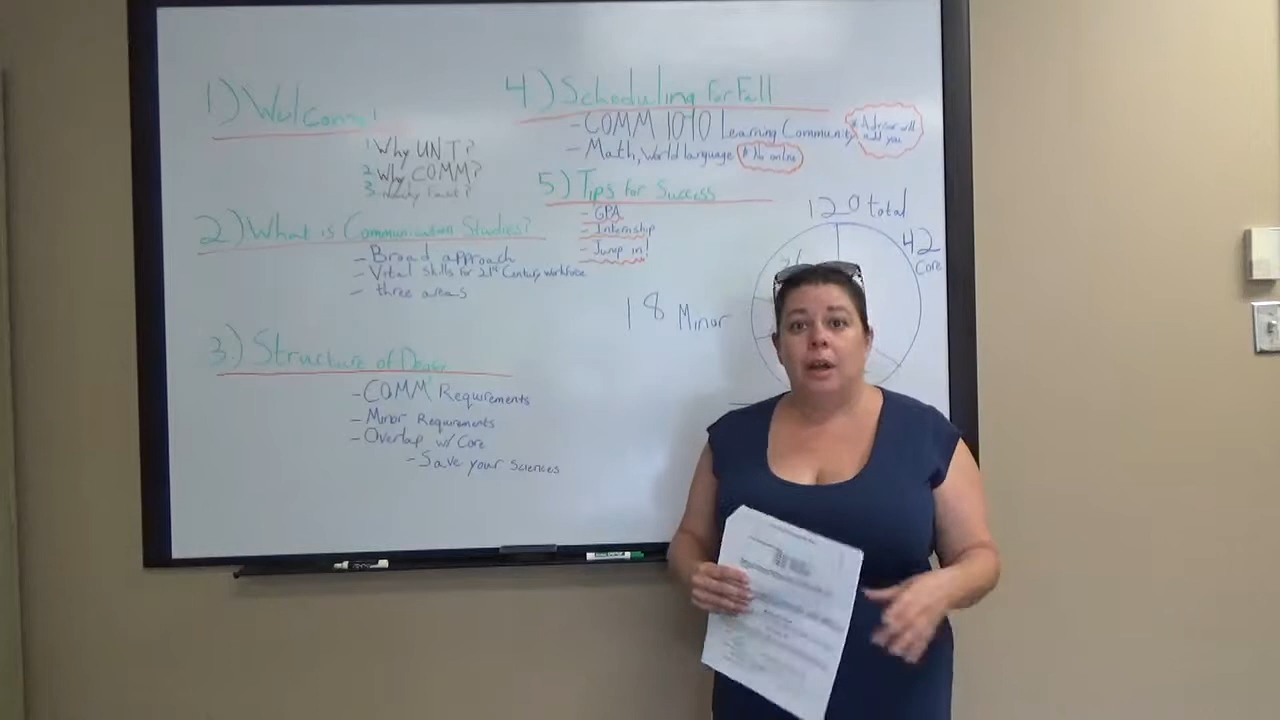 1) Welcome!
1. Why UNT?
2. Why COMM?
3.
2) What is Communication Studies?
- Broad approach
- Vital Skills for 21st Century workforce
- three areas
3.) Structure of Degree
- COMM Requirements
- Minor Requirements
- Overlap w/ Core
- Save your Sciences
4) Scheduling for Fall
- COMM 1010 Learning Community
* Advisor will add you
- Math, World language * No online
5) Tips for Success
- GPA
- Internship
- Jump in!
120 total
42 Core
18 Minor